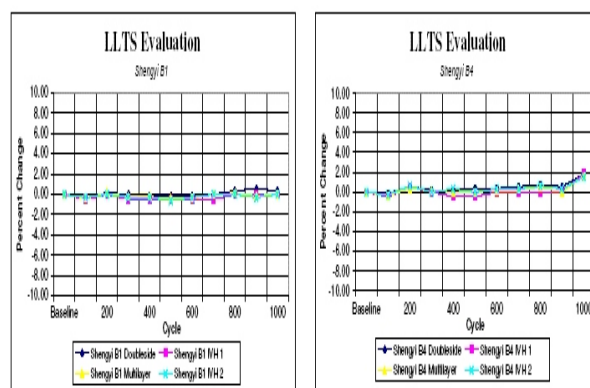 LLTS Evaluation
Shengyi B1
Percent Change
10.00
8.00
6.00
4.00
2.00
0.00
-2.00
-4.00
-6.00
-8.00
-10.00
Baseline 200 400 600 800 1000
Cycle
Shengyi B1 Doubleside Shengyi B1 IVH 1
Shengyi B1 Multilayer Shengyi B1 IVH 2
LLTS Evaluation
Shengyi B4
Percent Change
10.00
8.00
6.00
4.00
2.00
0.00
-2.00
-4.00
-6.00
-8.00
-10.00
Baseline 200 400 600 800 1000
Cycle
Shengyi B4 Doubleside Shengyi B4 IVH 1
Shengyi B4 Multilayer Shengyi B4 IVH 2